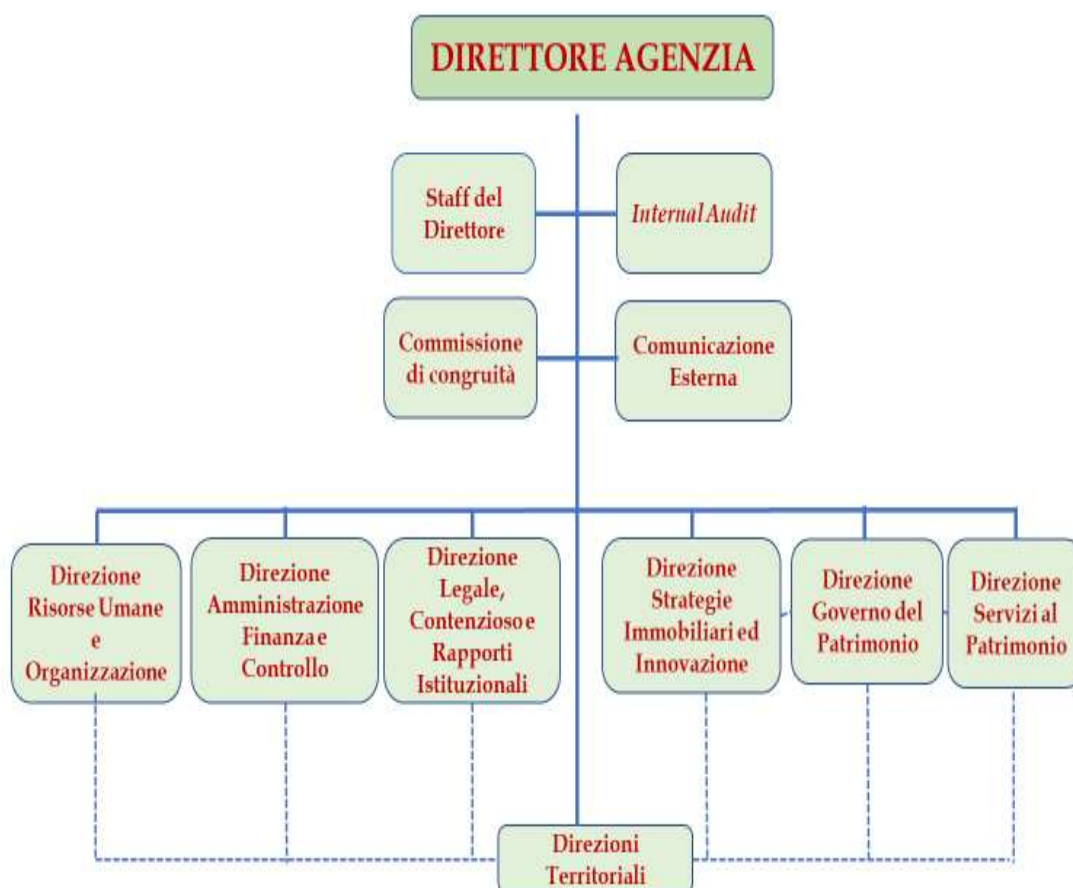 DIRETTORE AGENZIA
Staff del
Direttore
Internal Audit
Commissione
di congruità
Comunicazione
Esterna
Direzione
Risorse Umane
e
Organizzazione
Direzione
Amministrazione
Finanza e
Controllo
Direzione
Legale,
Contenzioso e
Rapporti
Istituzionali
Direzione
Strategie
Immobiliari ed
Innovazione
Direzione
Governo del
Patrimonio
Direzione
Servizi al
Patrimonio
Direzioni
Territoriali